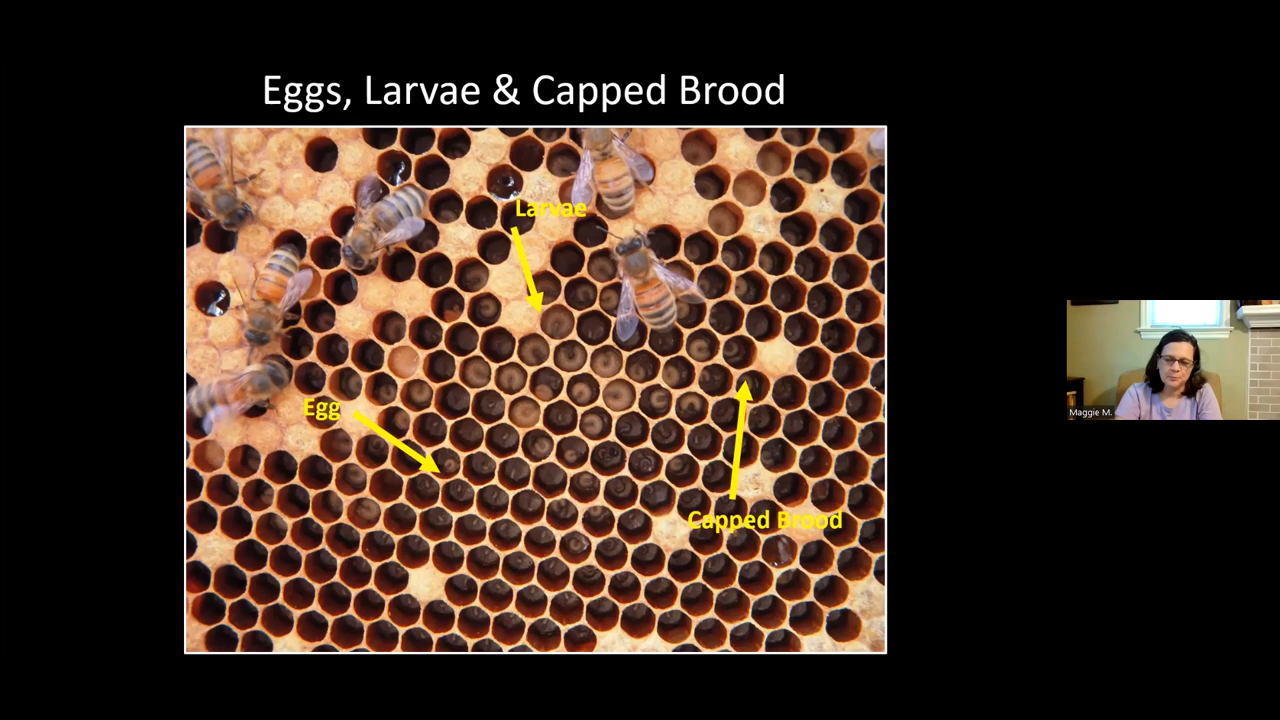 Eggs, Larvae & Capped Brood
Larvae
Egg
Capped Brood
Maggie M.